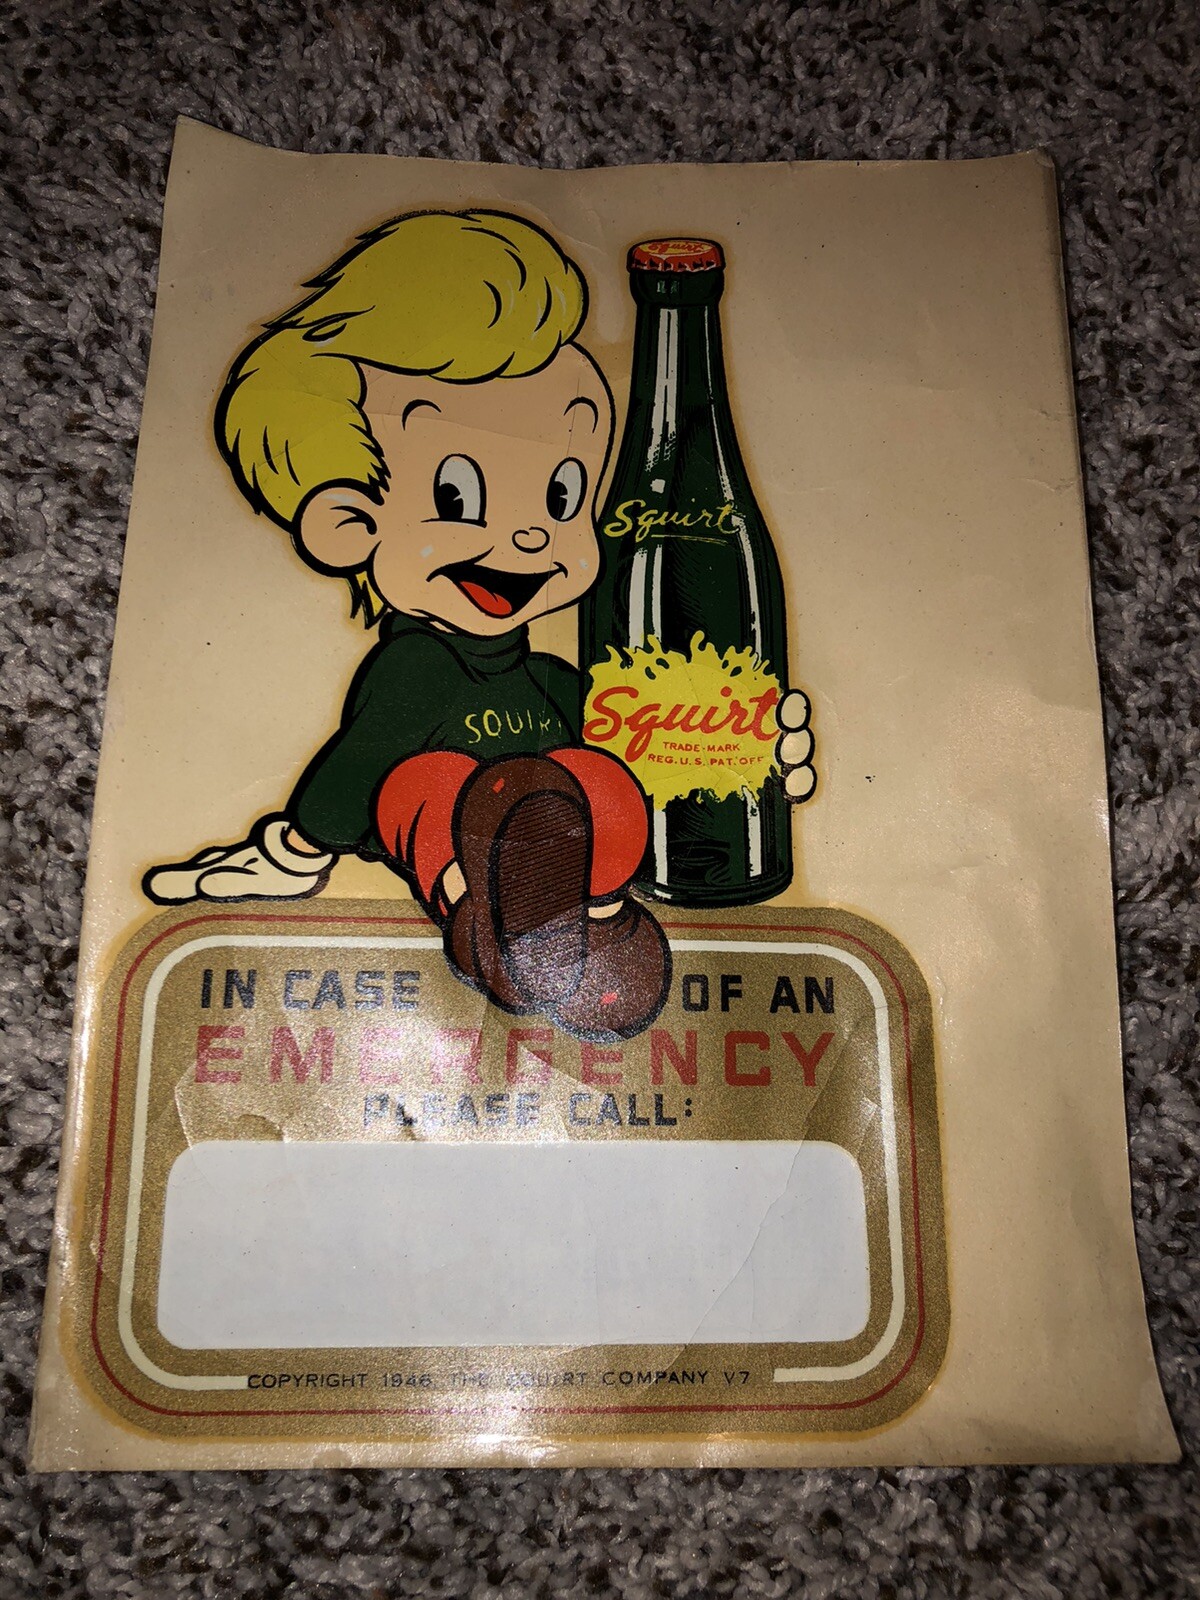 Squirt
Squirt
SQUIRT
Squirt
TRADE-MARK
REG. U.S. PAT. OFF
IN CASE OF AN
EMERGENCY
PLEASE CALL:
COPYRIGHT 1946 THE SQUIRT COMPANY V7